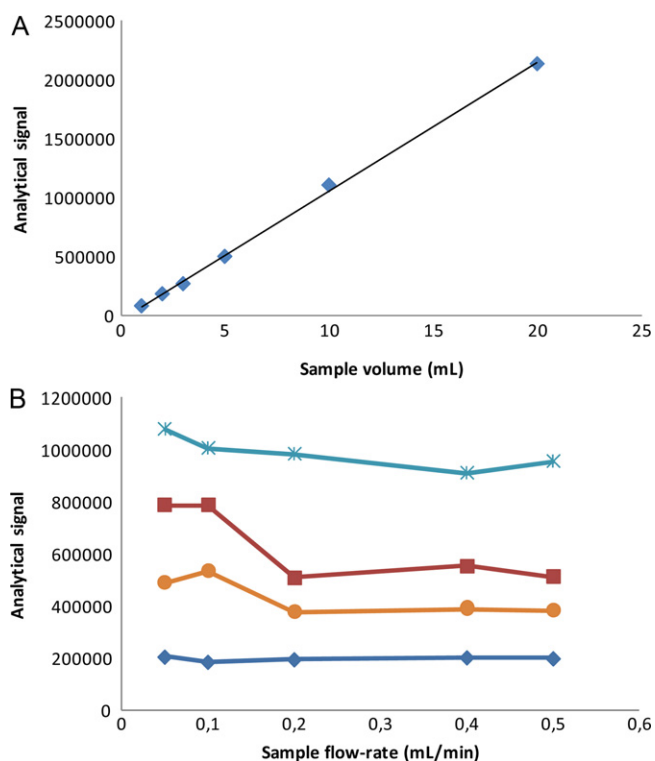 A
2500000
2000000
1500000
1000000
500000
0
Analytical signal
0 5 10 15 20 25
Sample volume (mL)
B
1200000
1000000
800000
600000
400000
200000
0
Analytical signal
0 0,1 0,2 0,3 0,4 0,5 0,6
Sample flow-rate (mL/min)